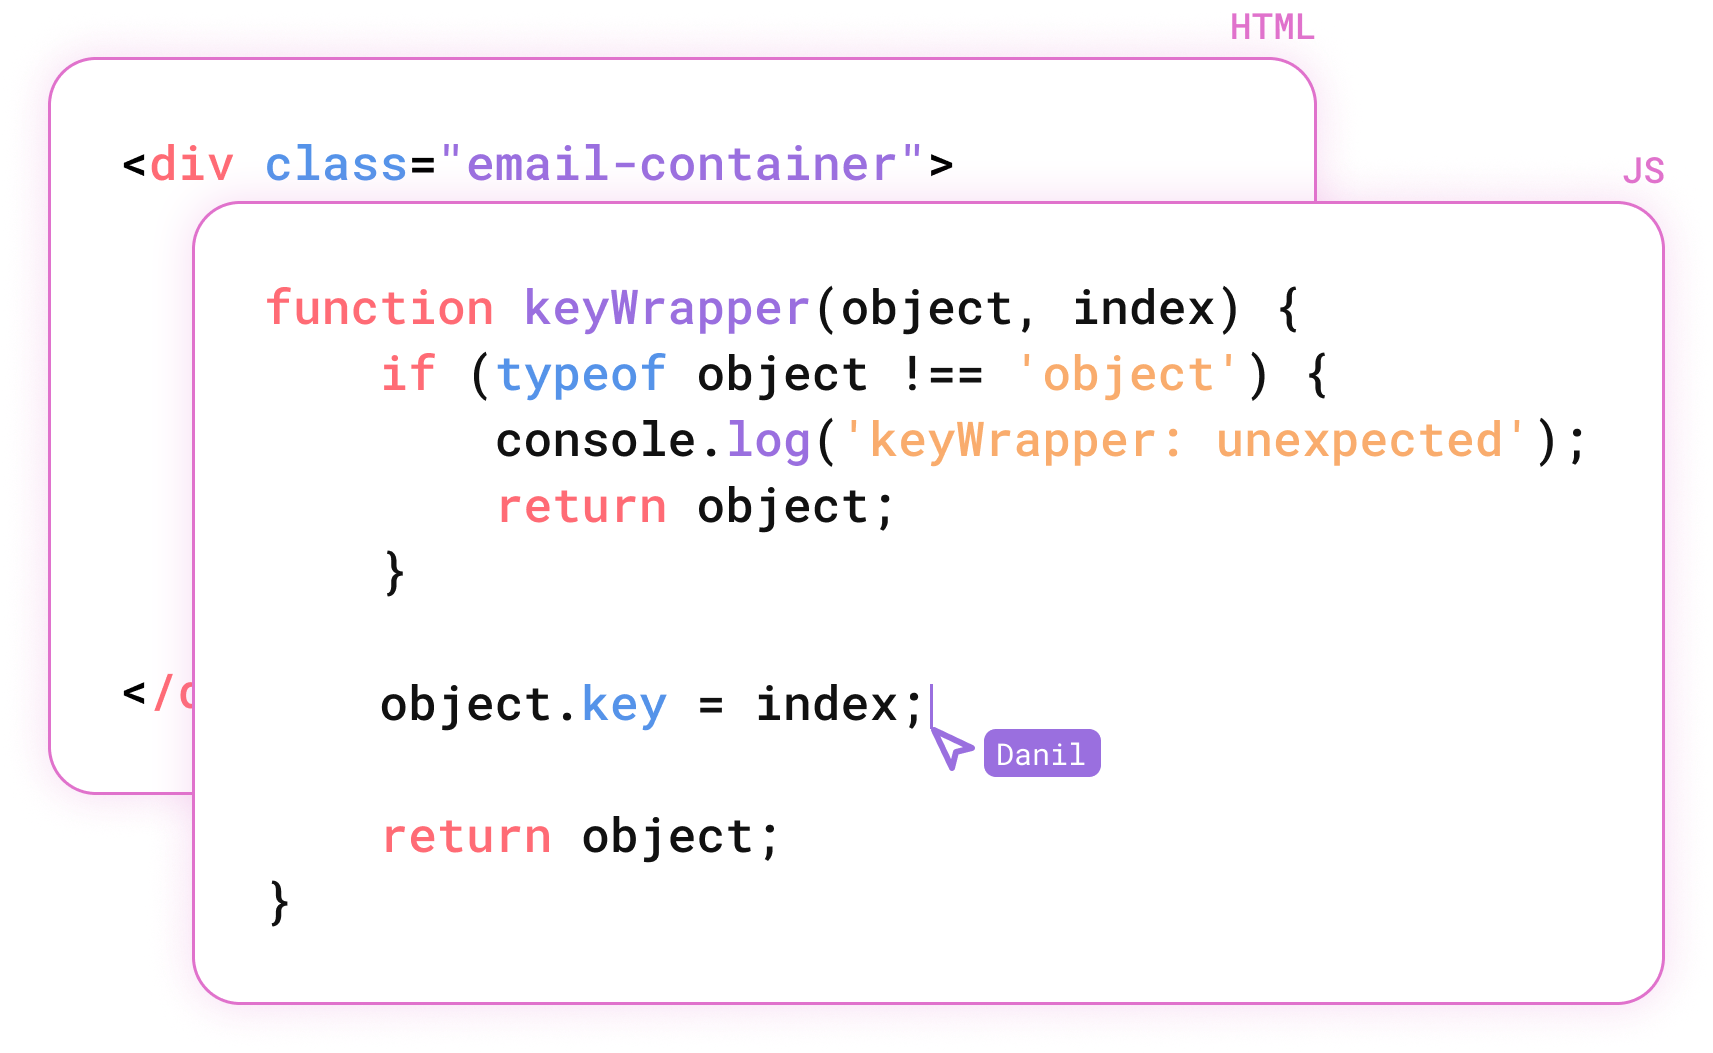 HTML
<div class="email-container">
</
JS
function keyWrapper(object, index) {
    if (typeof object !== 'object') {
        console.log('keyWrapper: unexpected');
        return object;
    }

    object.key = index;
Danil

    return object;
}